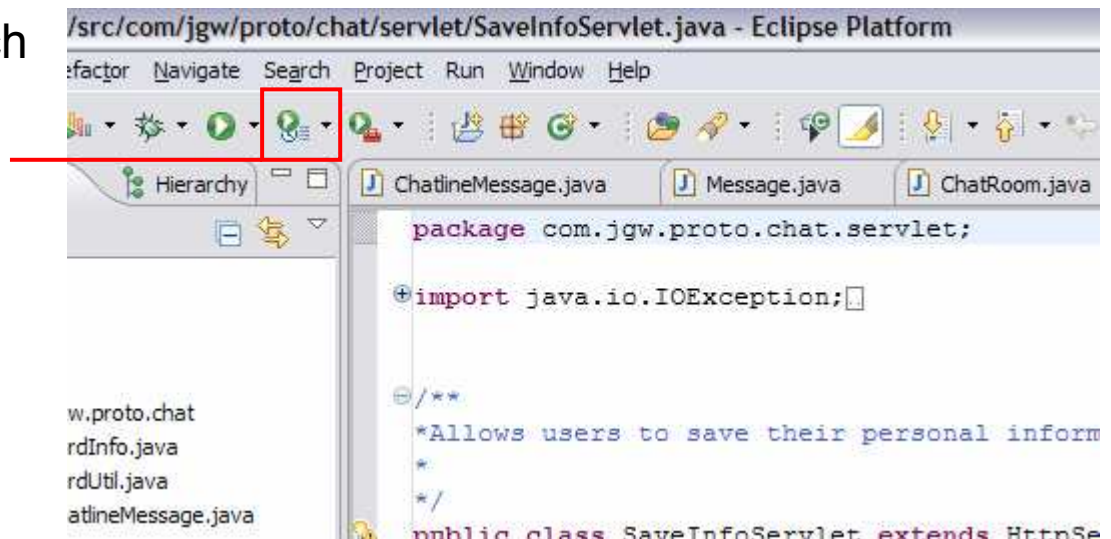 /src/com/jgw/proto/chat/servlet/SaveInfoServlet.java - Eclipse Platform
efactor Navigate Search Project Run Window Help
Hierarchy
ChatlineMessage.java Message.java ChatRoom.java
package com.jgw.proto.chat.servlet;
import java.io.IOException;
/**
w.proto.chat
*Allows users to save their personal inform
rdInfo.java
*
rdUtil.java
*/
atlineMessage.java
public class SaveInfoServlet extends HttpSe